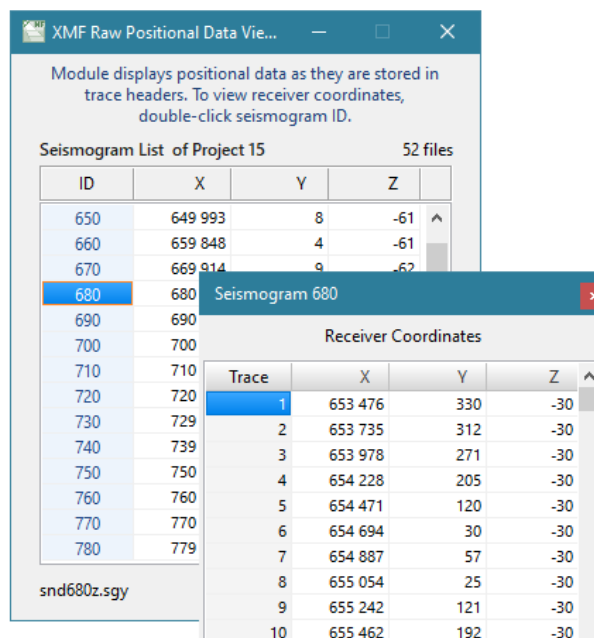 XMF Raw Positional Data Vie...
Module displays positional data as they are stored in
trace headers. To view receiver coordinates,
double-click seismogram ID.
Seismogram List of Project 15 52 files
ID X Y Z
650 649 993 8 -61
660 659 848 4 -61
670 669 914 9 -62
680 680
690 690
700 700
710 710
720 720
730 729
740 739
750 750
760 760
770 770
780 779
snd680z.sgy
Seismogram 680
Receiver Coordinates
Trace X Y Z
1 653 476 330 -30
2 653 735 312 -30
3 653 978 271 -30
4 654 228 205 -30
5 654 471 120 -30
6 654 694 30 -30
7 654 887 57 -30
8 655 054 25 -30
9 655 242 121 -30
10 655 462 192 -30